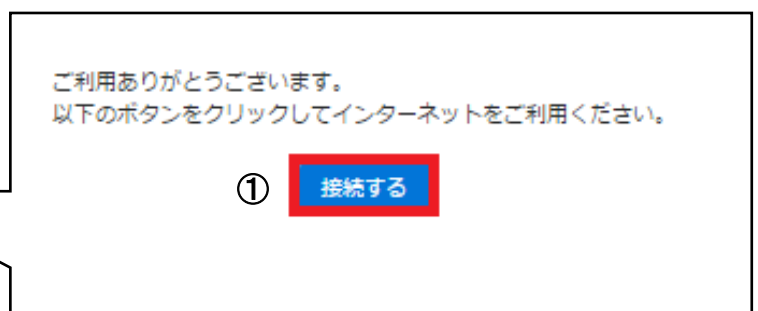 ご利用ありがとうございます。
以下のボタンをクリックしてインターネットをご利用ください。
① 接続する